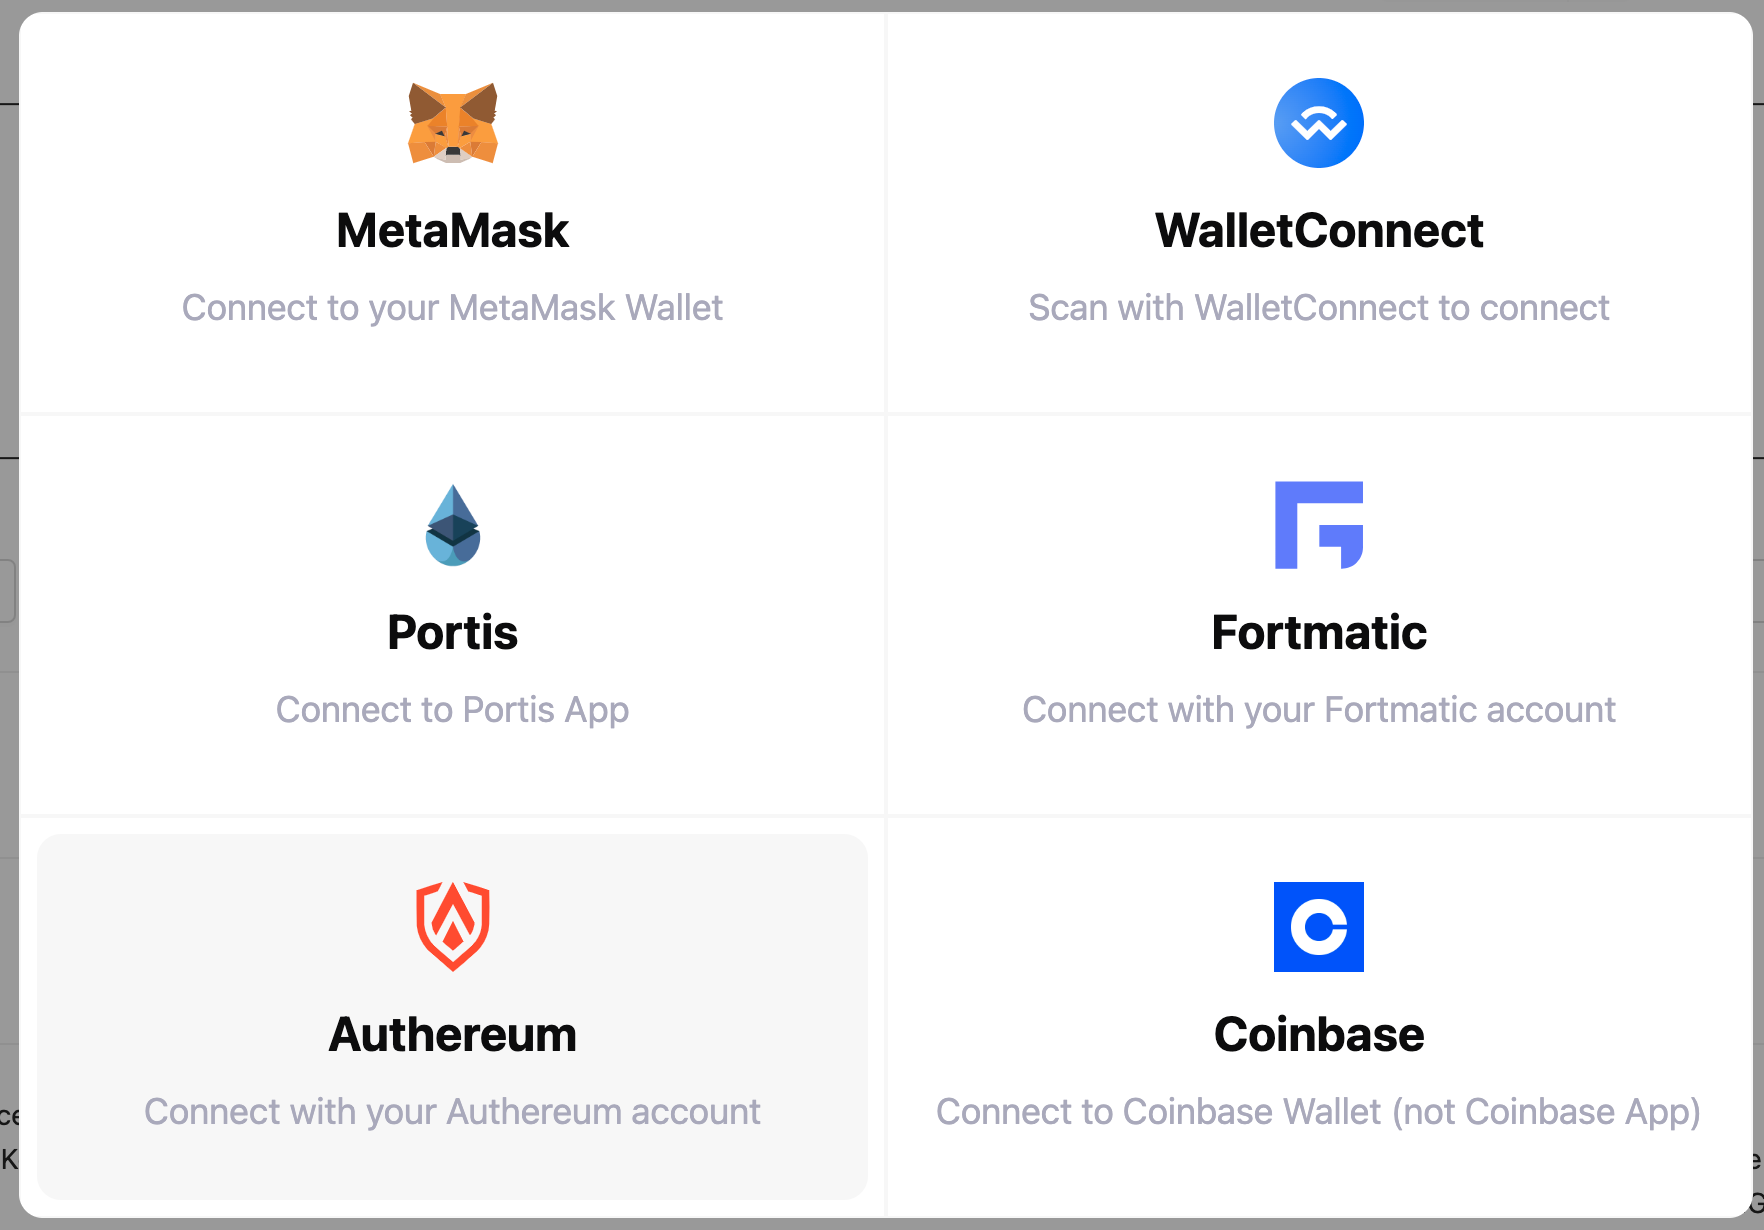 MetaMask
Connect to your MetaMask Wallet
WalletConnect
Scan with WalletConnect to connect
Portis
Connect to Portis App
Fortmatic
Connect with your Fortmatic account
Authereum
Connect with your Authereum account
Coinbase
Connect to Coinbase Wallet (not Coinbase App)